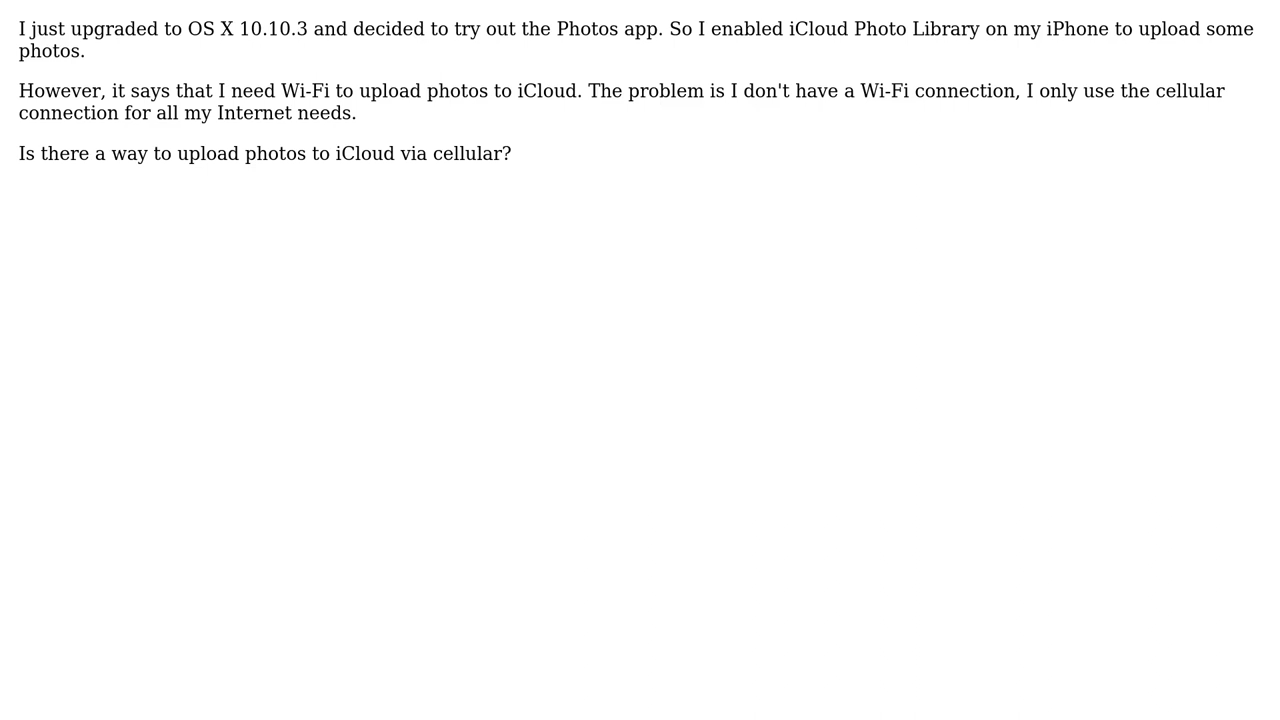 I just upgraded to OS X 10.10.3 and decided to try out the Photos app. So I enabled iCloud Photo Library on my iPhone to upload some
photos.
However, it says that I need Wi-Fi to upload photos to iCloud. The problem is I don't have a Wi-Fi connection, I only use the cellular
connection for all my Internet needs.
Is there a way to upload photos to iCloud via cellular?